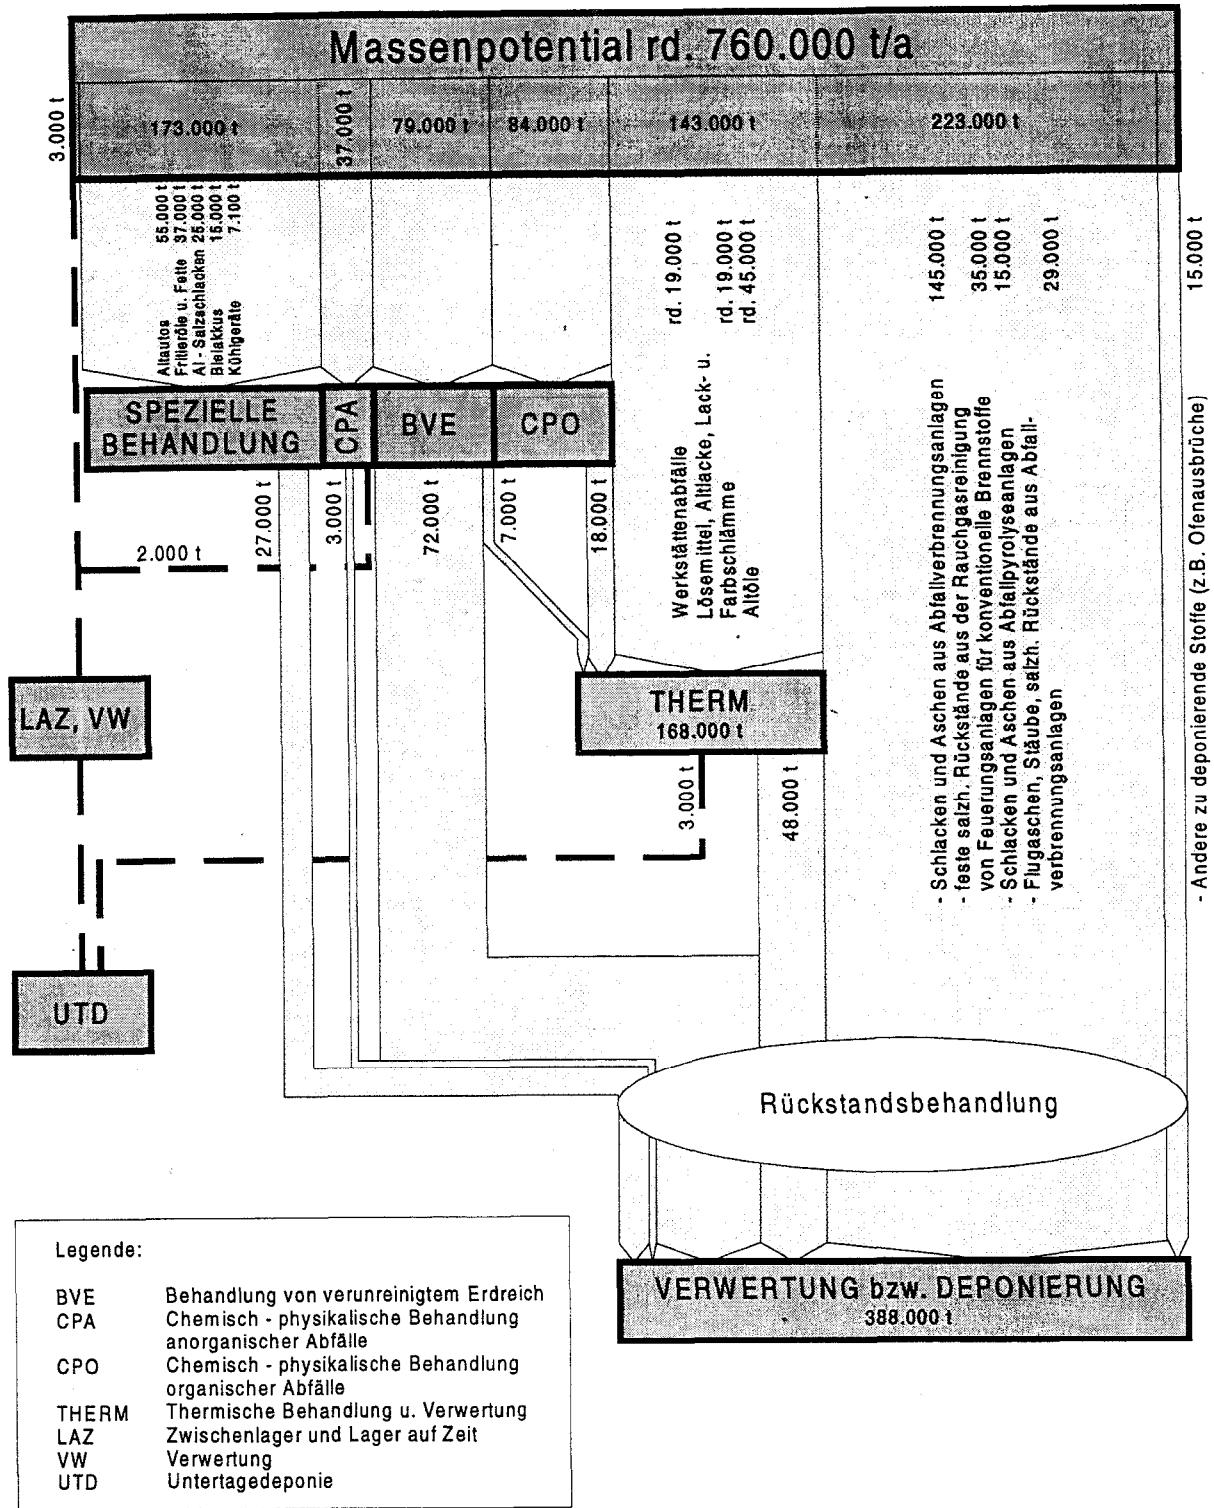 Massenpotential rd. 760.000 t/a
3.000 t
173.000 t
37.000 t
79.000 t
84.000 t
143.000 t
223.000 t
15.000 t
Altautos 55.000 t
Fritieröle u. Fette 37.000 t
Al - Salzschlacken 25.000 t
Bleiakkus 15.000 t
Kühlgeräte 7.100 t
SPEZIELLE
BEHANDLUNG
CPA
BVE
CPO
Werkstättenabfälle rd. 19.000 t
Lösemittel, Altlacke, Lack- u.
Farbschlämme rd. 19.000 t
Altöle rd. 45.000 t
- Schlacken und Aschen aus Abfallverbrennungsanlagen 145.000 t
- feste salzh. Rückstände aus der Rauchgasreinigung
von Feuerungsanlagen für konventionelle Brennstoffe 35.000 t
- Schlacken und Aschen aus Abfallpyrolyseanlagen 15.000 t
- Flugaschen, Stäube, salzh. Rückstände aus Abfall-
verbrennungsanlagen 29.000 t
- Andere zu deponierende Stoffe (z.B. Ofenausbrüche)
2.000 t
27.000 t
3.000 t
72.000 t
7.000 t
18.000 t
LAZ, VW
THERM
168.000 t
3.000 t
48.000 t
UTD
Rückstandsbehandlung
VERWERTUNG bzw. DEPONIERUNG
388.000 t
Legende:
BVE Behandlung von verunreinigtem Erdreich
CPA Chemisch - physikalische Behandlung
anorganischer Abfälle
CPO Chemisch - physikalische Behandlung
organischer Abfälle
THERM Thermische Behandlung u. Verwertung
LAZ Zwischenlager und Lager auf Zeit
VW Verwertung
UTD Untertagedeponie